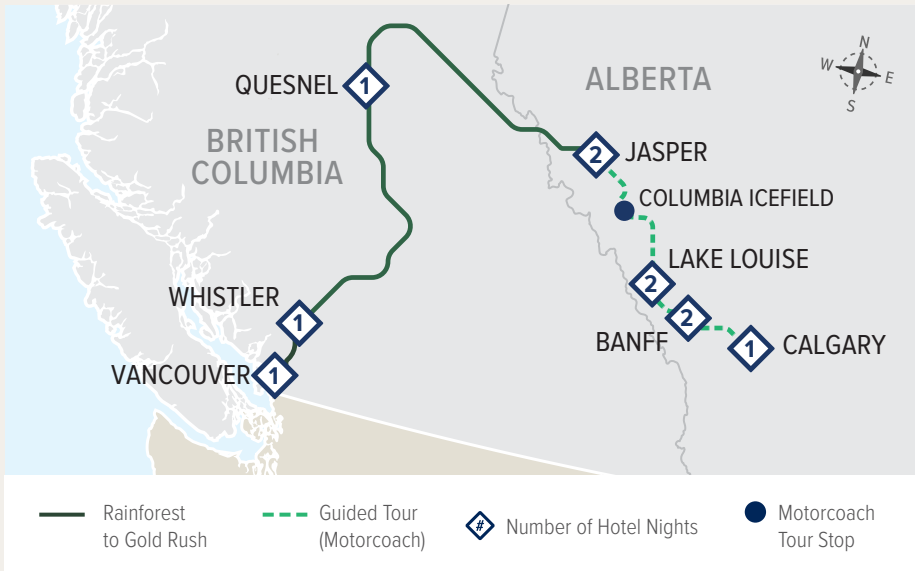 N
W
E
S
ALBERTA
QUESNEL
1
BRITISH
COLUMBIA
2
JASPER
COLUMBIA ICEFIELD
LAKE LOUISE
2
WHISTLER
1
2
BANFF
1
CALGARY
VANCOUVER
1
Rainforest
to Gold Rush
Guided Tour
(Motorcoach)
#
Number of Hotel Nights
Motorcoach
Tour Stop